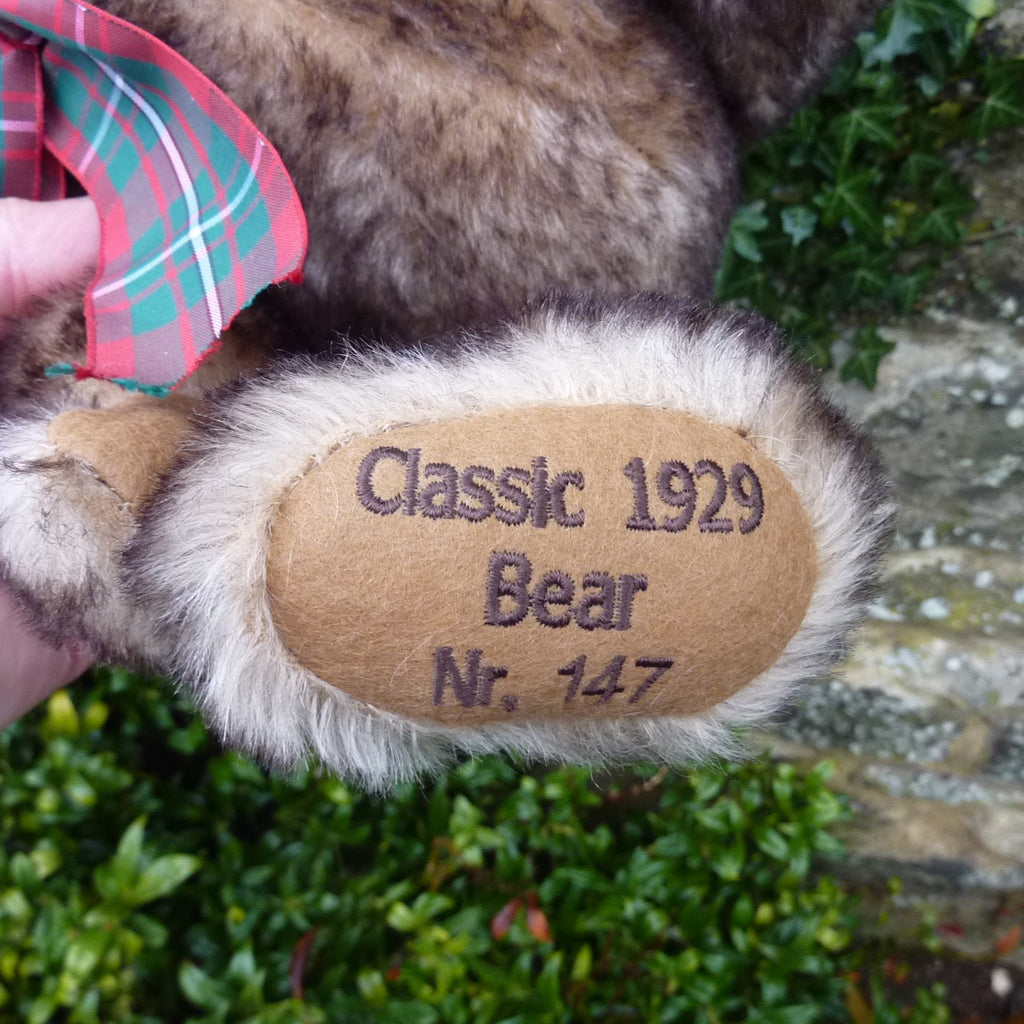 Classic 1929
Bear
Nr. 147